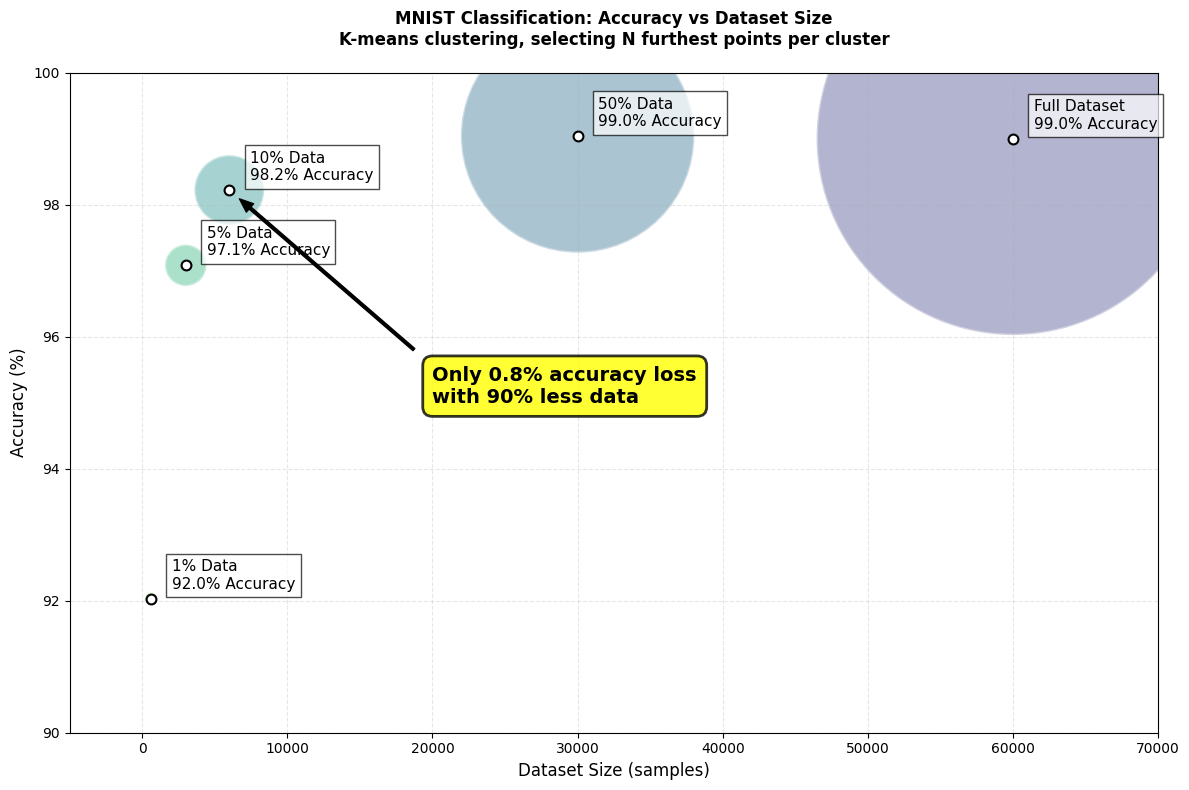 MNIST Classification: Accuracy vs Dataset Size
K-means clustering, selecting N furthest points per cluster
100
98
96
94
92
90
Accuracy (%)
50% Data
99.0% Accuracy
Full Dataset
99.0% Accuracy
10% Data
98.2% Accuracy
5% Data
97.1% Accuracy
Only 0.8% accuracy loss
with 90% less data
1% Data
92.0% Accuracy
0
10000
20000
30000
40000
50000
60000
70000
Dataset Size (samples)